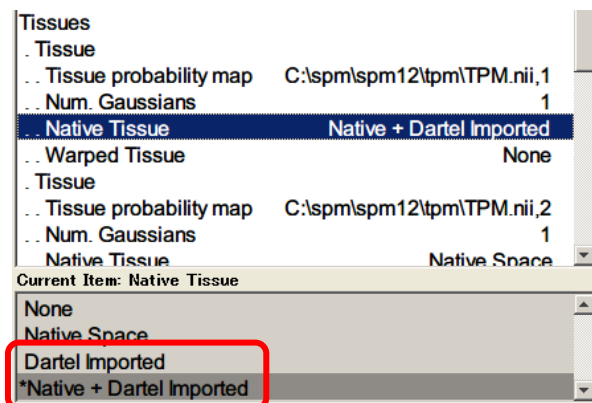 Tissues
. Tissue
. . Tissue probability map C:\spm\spm12\tpm\TPM.nii,1
. . Num. Gaussians 1
. . Native Tissue Native + Dartel Imported
. . Warped Tissue None
. Tissue
. . Tissue probability map C:\spm\spm12\tpm\TPM.nii,2
. . Num. Gaussians 1
. . Native Tissue Native Space
Current Item: Native Tissue
None
Native Space
Dartel Imported
*Native + Dartel Imported